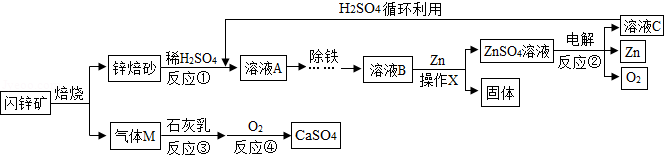 H2SO4循环利用
闪锌矿 焙烧 锌焙砂 稀H2SO4 反应① 溶液A 除铁 …… 溶液B Zn 操作X ZnSO4溶液 固体 电解 反应② 溶液C Zn O2
气体M 石灰乳 反应③ O2 反应④ CaSO4